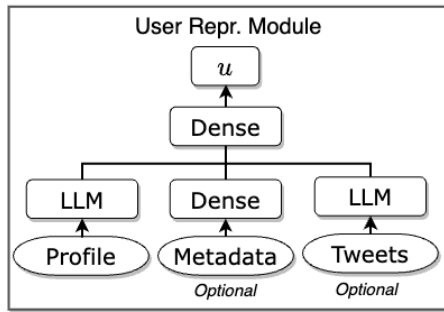 User Repr. Module
u
Dense
LLM Dense LLM
Profile Metadata Tweets
Optional Optional